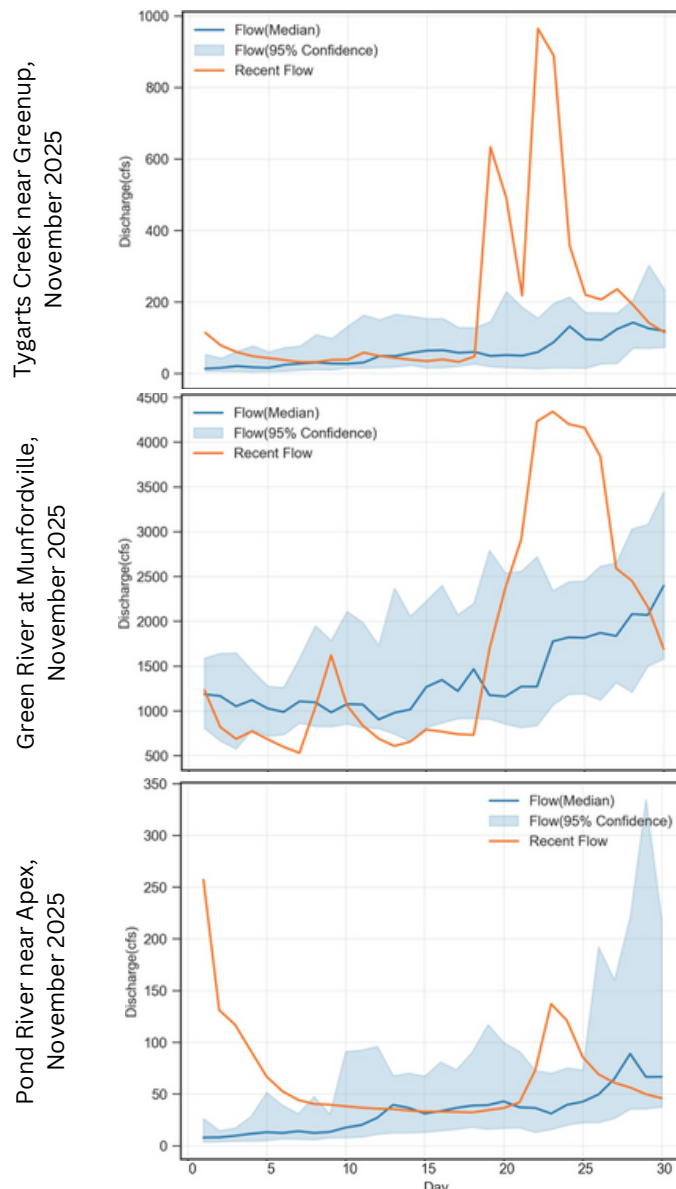 Tygarts Creek near Greenup,
November 2025
1000
800
600
400
200
0
Discharge(cfs)
Flow(Median)
Flow(95% Confidence)
Recent Flow
Green River at Munfordville,
November 2025
4500
4000
3500
3000
2500
2000
1500
1000
500
Discharge(cfs)
Flow(Median)
Flow(95% Confidence)
Recent Flow
Pond River near Apex,
November 2025
350
300
250
200
150
100
50
0
Discharge(cfs)
Flow(Median)
Flow(95% Confidence)
Recent Flow
0 5 10 15 20 25 30
Day